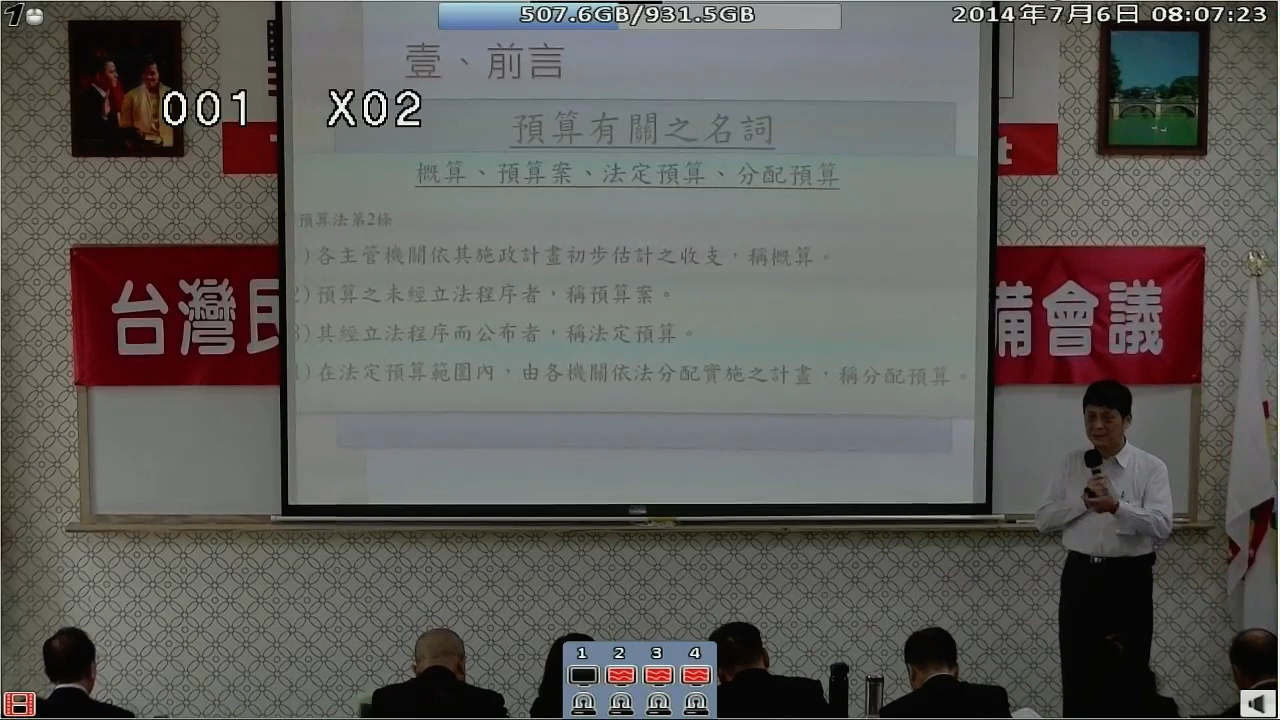 1
507.6GB/931.5GB
2014年7月6日 08:07:23
001 X02
壹、前言
預算有關之名詞
概算、預算案、法定預算、分配預算
預算法第2條
)各主管機關依其施政計畫初步估計之收支，稱概算。
2)預算之未經立法程序者，稱預算案。
3)其經立法程序而公布者，稱法定預算。
)在法定預算範圍內，由各機關依法分配實施之計畫，稱分配預算。
t
台灣民
備會議
1 2 3 4